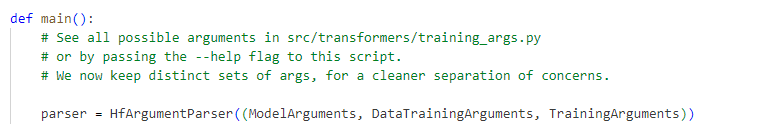 def main():
    # See all possible arguments in src/transformers/training_args.py
    # or by passing the --help flag to this script.
    # We now keep distinct sets of args, for a cleaner separation of concerns.
    parser = HfArgumentParser((ModelArguments, DataTrainingArguments, TrainingArguments))